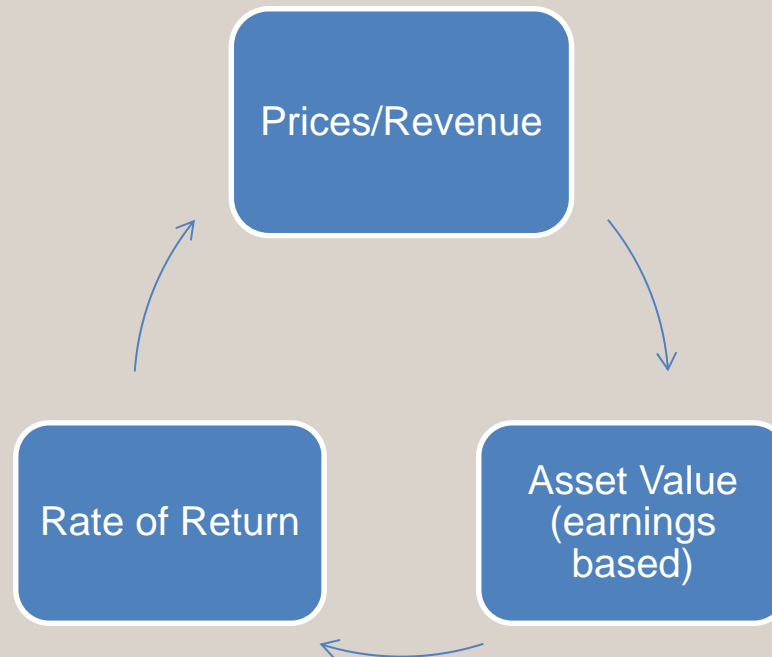 Prices/Revenue
Rate of Return
Asset Value
(earnings
based)